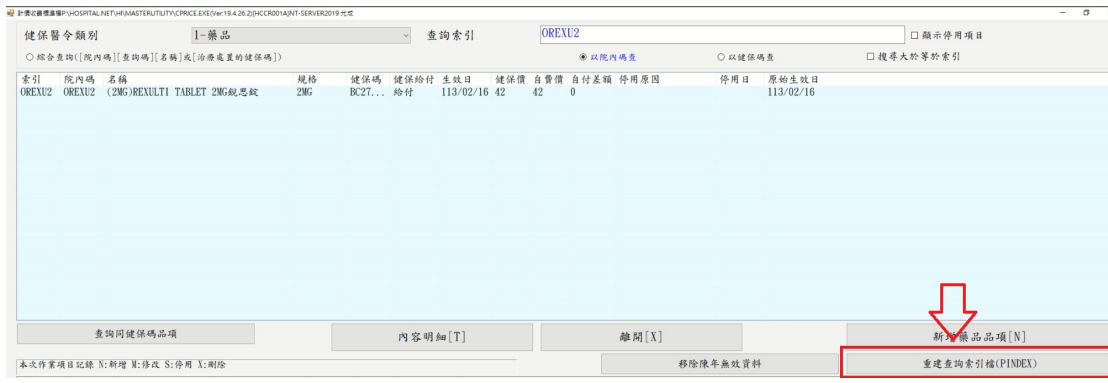 計價收費標準檔P:\HOSPITAL.NET\HI\MASTERUTILITY\CPRICE.EXE(Ver:19.4.26.2)[HCCR001A]NT-SERVER2019 允成
健保醫令類別 1-藥品 查詢索引 OREXU2 顯示停用項目
綜合查詢([院內碼][查詢碼][名稱]或[治療處置的健保碼]) 以院內碼查 以健保碼查 搜尋大於等於索引
索引 院內碼 名稱 規格 健保碼 健保給付 生效日 健保價 自費價 自付差額 停用原因 停用日 原始生效日
OREXU2 OREXU2 (2MG)REXULTI TABLET 2MG銳思錠 2MG BC27... 給付 113/02/16 42 42 0 113/02/16
查詢同健保碼品項 內容明細[T] 離開[X] 新增藥品品項[N]
本次作業項目記錄 N:新增 M:修改 S:停用 X:刪除 移除陳年無效資料 重建查詢索引檔(PINDEX)